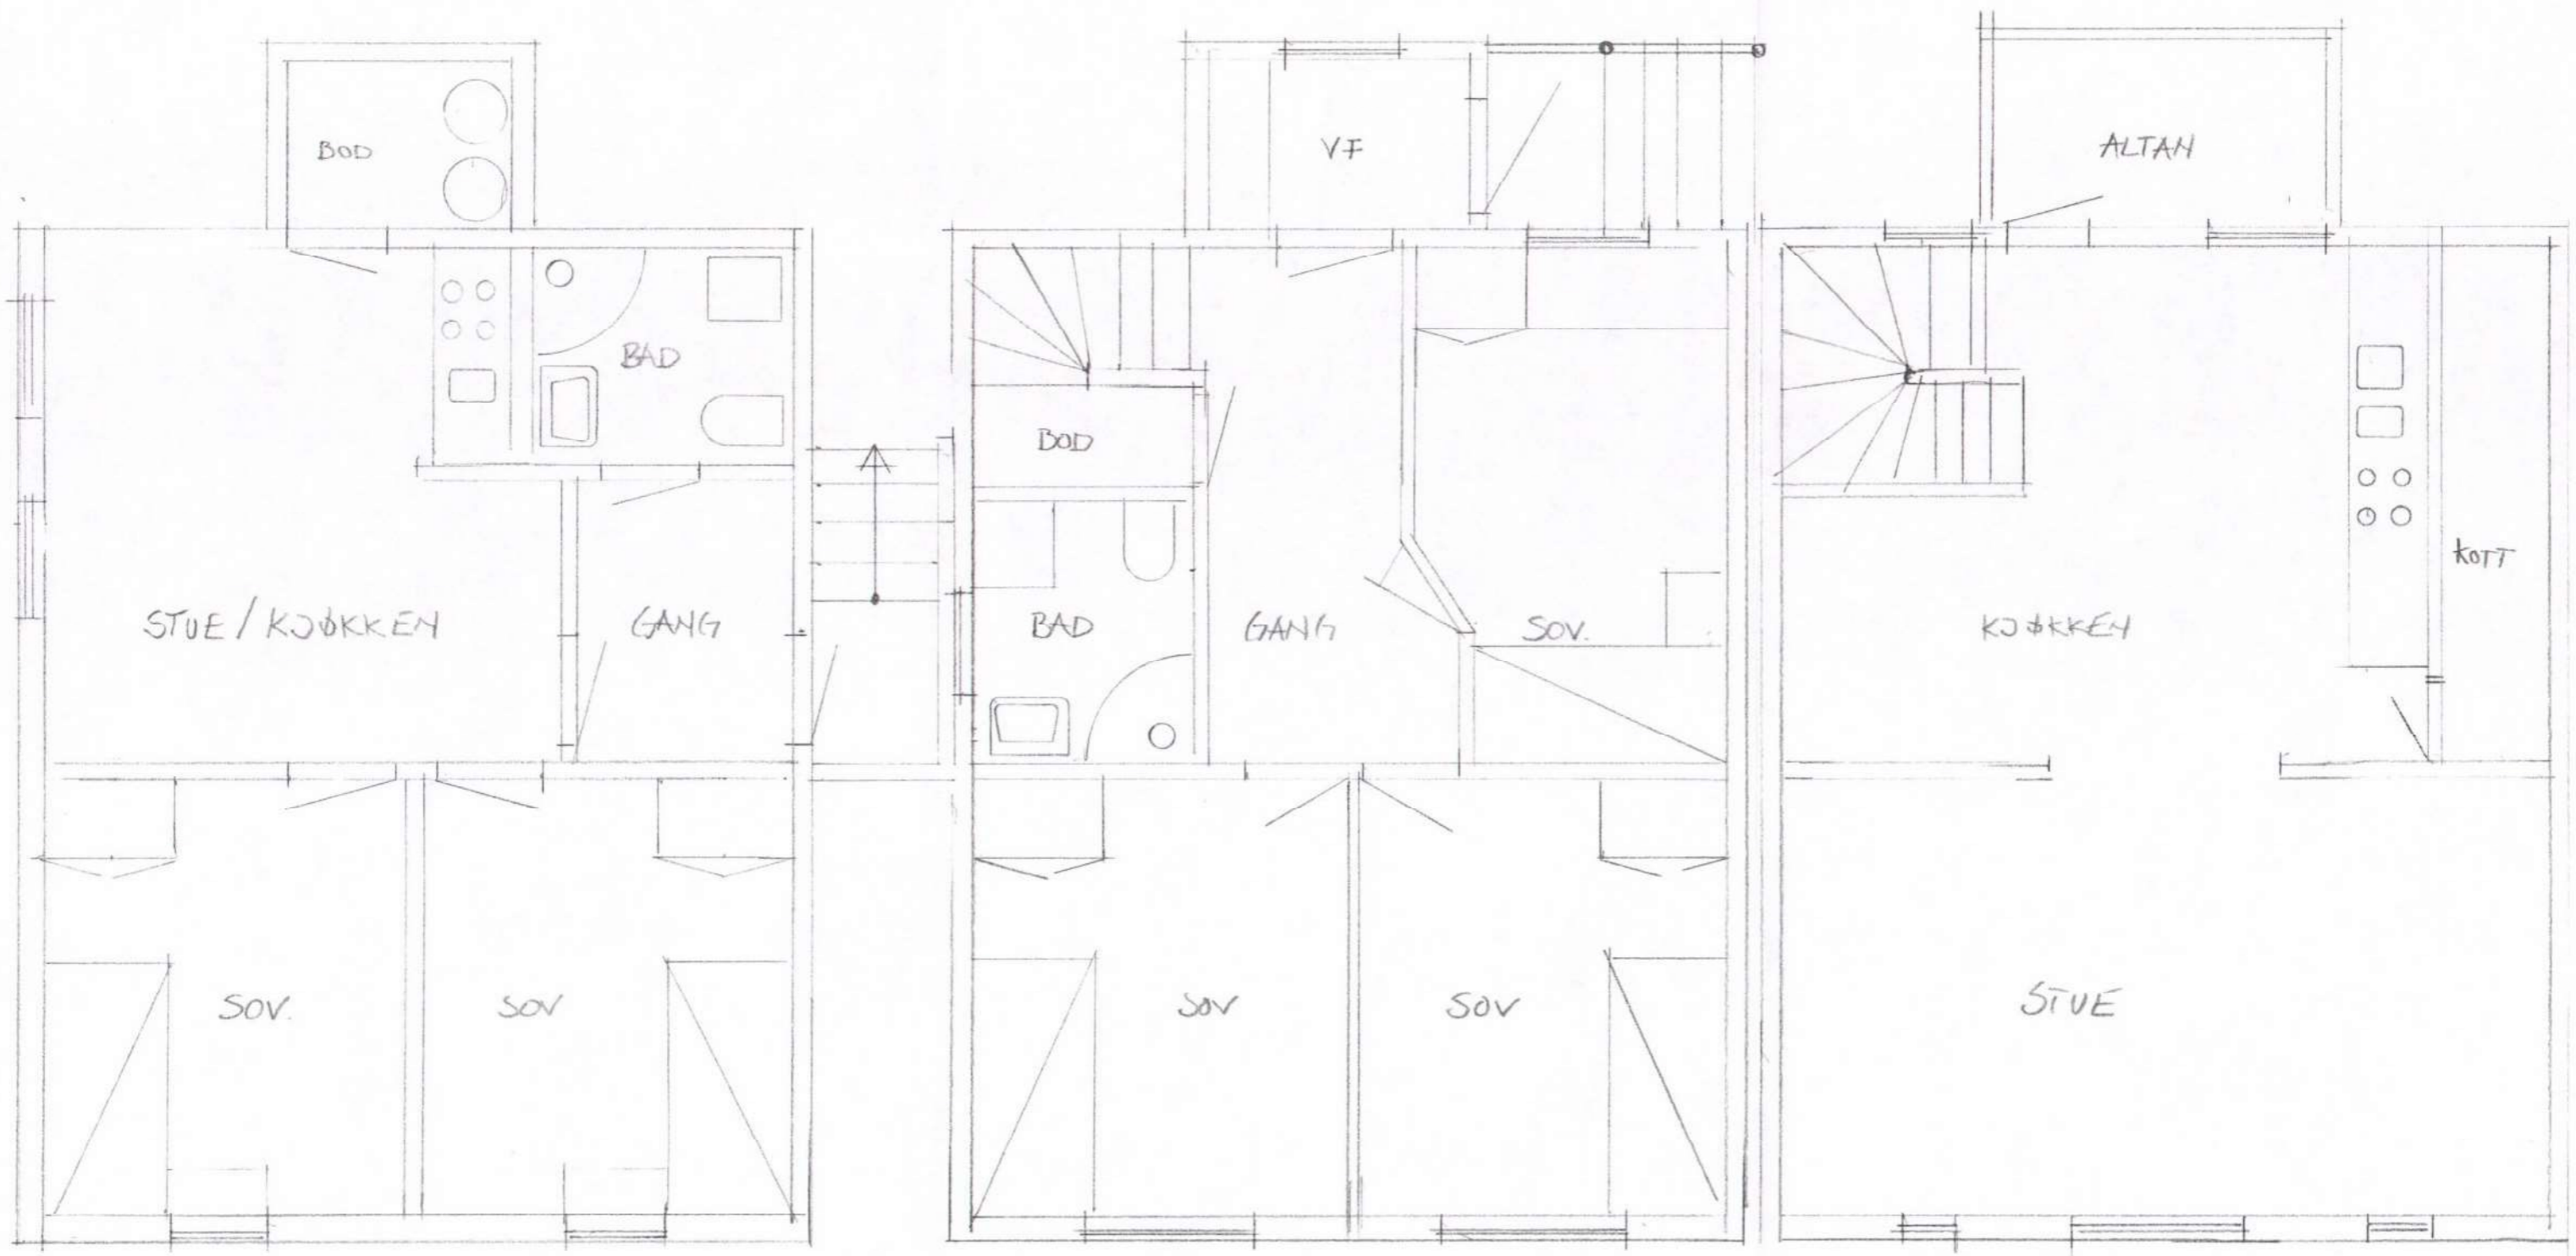 BOD
BAD
STUE / KJØKKEN
GANG
SOV.
SOV
VF
BOD
BAD
GANG
SOV.
SOV
SOV
ALTAN
KOTT
KJØKKEN
STUE